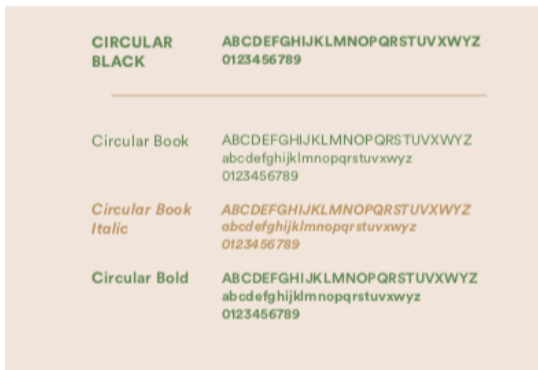 CIRCULAR BLACK
ABCDEFGHIJKLMNOPQRSTUVXWYZ
0123456789
Circular Book
ABCDEFGHIJKLMNOPQRSTUVXWYZ
abcdefghijklmnopqrstuvxwyz
0123456789
Circular Book Italic
ABCDEFGHIJKLMNOPQRSTUVXWYZ
abcdefghijklmnopqrstuvxwyz
0123456789
Circular Bold
ABCDEFGHIJKLMNOPQRSTUVXWYZ
abcdefghijklmnopqrstuvxwyz
0123456789